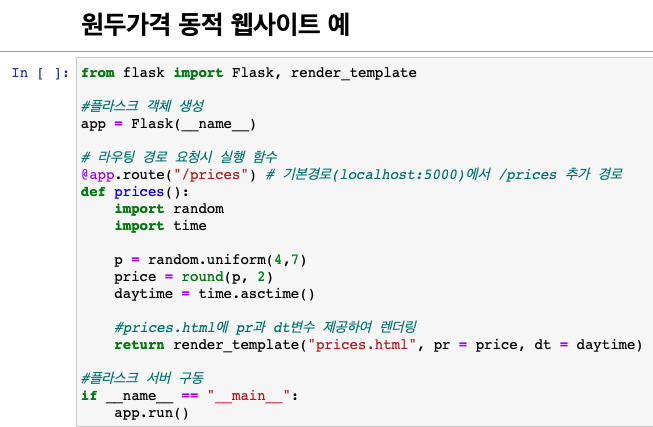 원두가격 동적 웹사이트 예
In [ ]: from flask import Flask, render_template
#플라스크 객체 생성
app = Flask(__name__)
# 라우팅 경로 요청시 실행 함수
@app.route("/prices") # 기본경로(localhost:5000)에서 /prices 추가 경로
def prices():
    import random
    import time
    p = random.uniform(4,7)
    price = round(p, 2)
    daytime = time.asctime()
    #prices.html에 pr과 dt변수 제공하여 렌더링
    return render_template("prices.html", pr = price, dt = daytime)
#플라스크 서버 구동
if __name__ == "__main__":
    app.run()